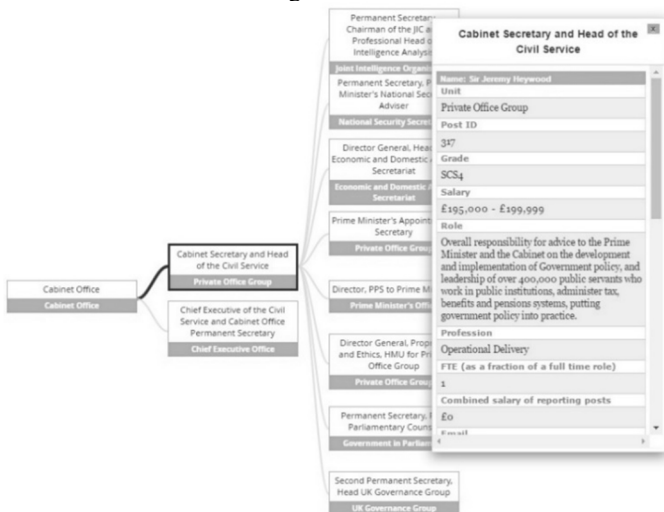 Cabinet Office
Cabinet Office
Cabinet Secretary and Head
of the Civil Service
Private Office Group
Chief Executive of the Civil
Service and Cabinet Office
Permanent Secretary
Chief Executive Office
Permanent Secretary,
Chairman of the JIC a
Professional Head o
Intelligence Analysi
Joint Intelligence Organi
Permanent Secretary, P
Minister's National Sec
Adviser
National Security Secret
Director General, Hea
Economic and Domestic
Secretariat
Economic and Domestic
Secretariat
Prime Minister's Appoint
Secretary
Private Office Group
Director, PPS to Prime M
Prime Minister's Offi
Director General, Propr
and Ethics, HMU for Pri
Office Group
Private Office Group
Permanent Secretary,
Parliamentary Couns
Government in Parliam
Second Permanent Secretary,
Head UK Governance Group
UK Governance Group
Cabinet Secretary and Head of the
Civil Service
Name: Sir Jeremy Heywood
Unit
Private Office Group
Post ID
317
Grade
SCS4
Salary
£195,000 - £199,999
Role
Overall responsibility for advice to the Prime
Minister and the Cabinet on the development
and implementation of Government policy, and
leadership of over 400,000 public servants who
work in public institutions, administer tax,
benefits and pensions systems, putting
government policy into practice.
Profession
Operational Delivery
FTE (as a fraction of a full time role)
1
Combined salary of reporting posts
£0
Email